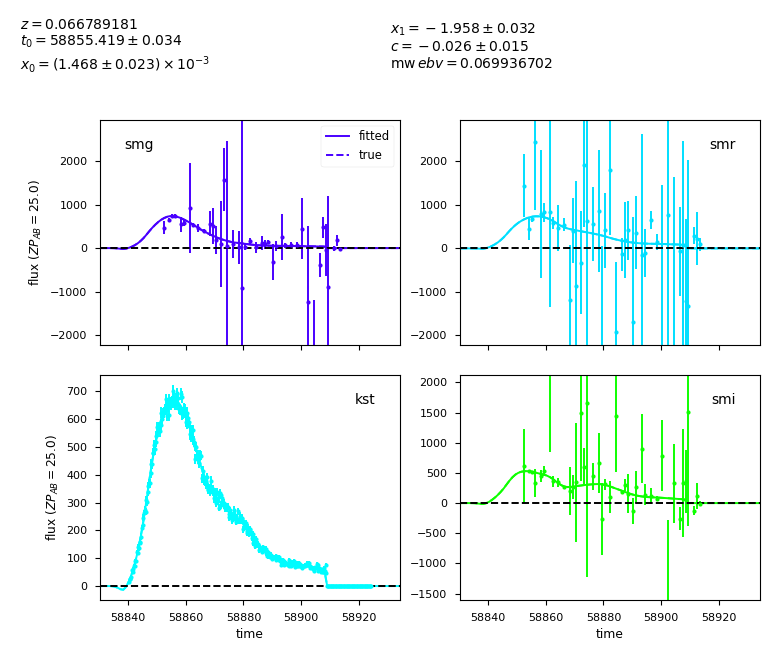 z = 0.066789181
t₀ = 58855.419 ± 0.034
x₀ = (1.468 ± 0.023) × 10⁻³
x₁ = −1.958 ± 0.032
c = −0.026 ± 0.015
mw ebv = 0.069936702
smg
fitted
true
flux (ZP_AB = 25.0)
2000
1000
0
−1000
−2000
smr
2000
1000
0
−1000
−2000
kst
flux (ZP_AB = 25.0)
700
600
500
400
300
200
100
0
58840 58860 58880 58900 58920
time
smi
2000
1500
1000
500
0
−500
−1000
−1500
58840 58860 58880 58900 58920
time